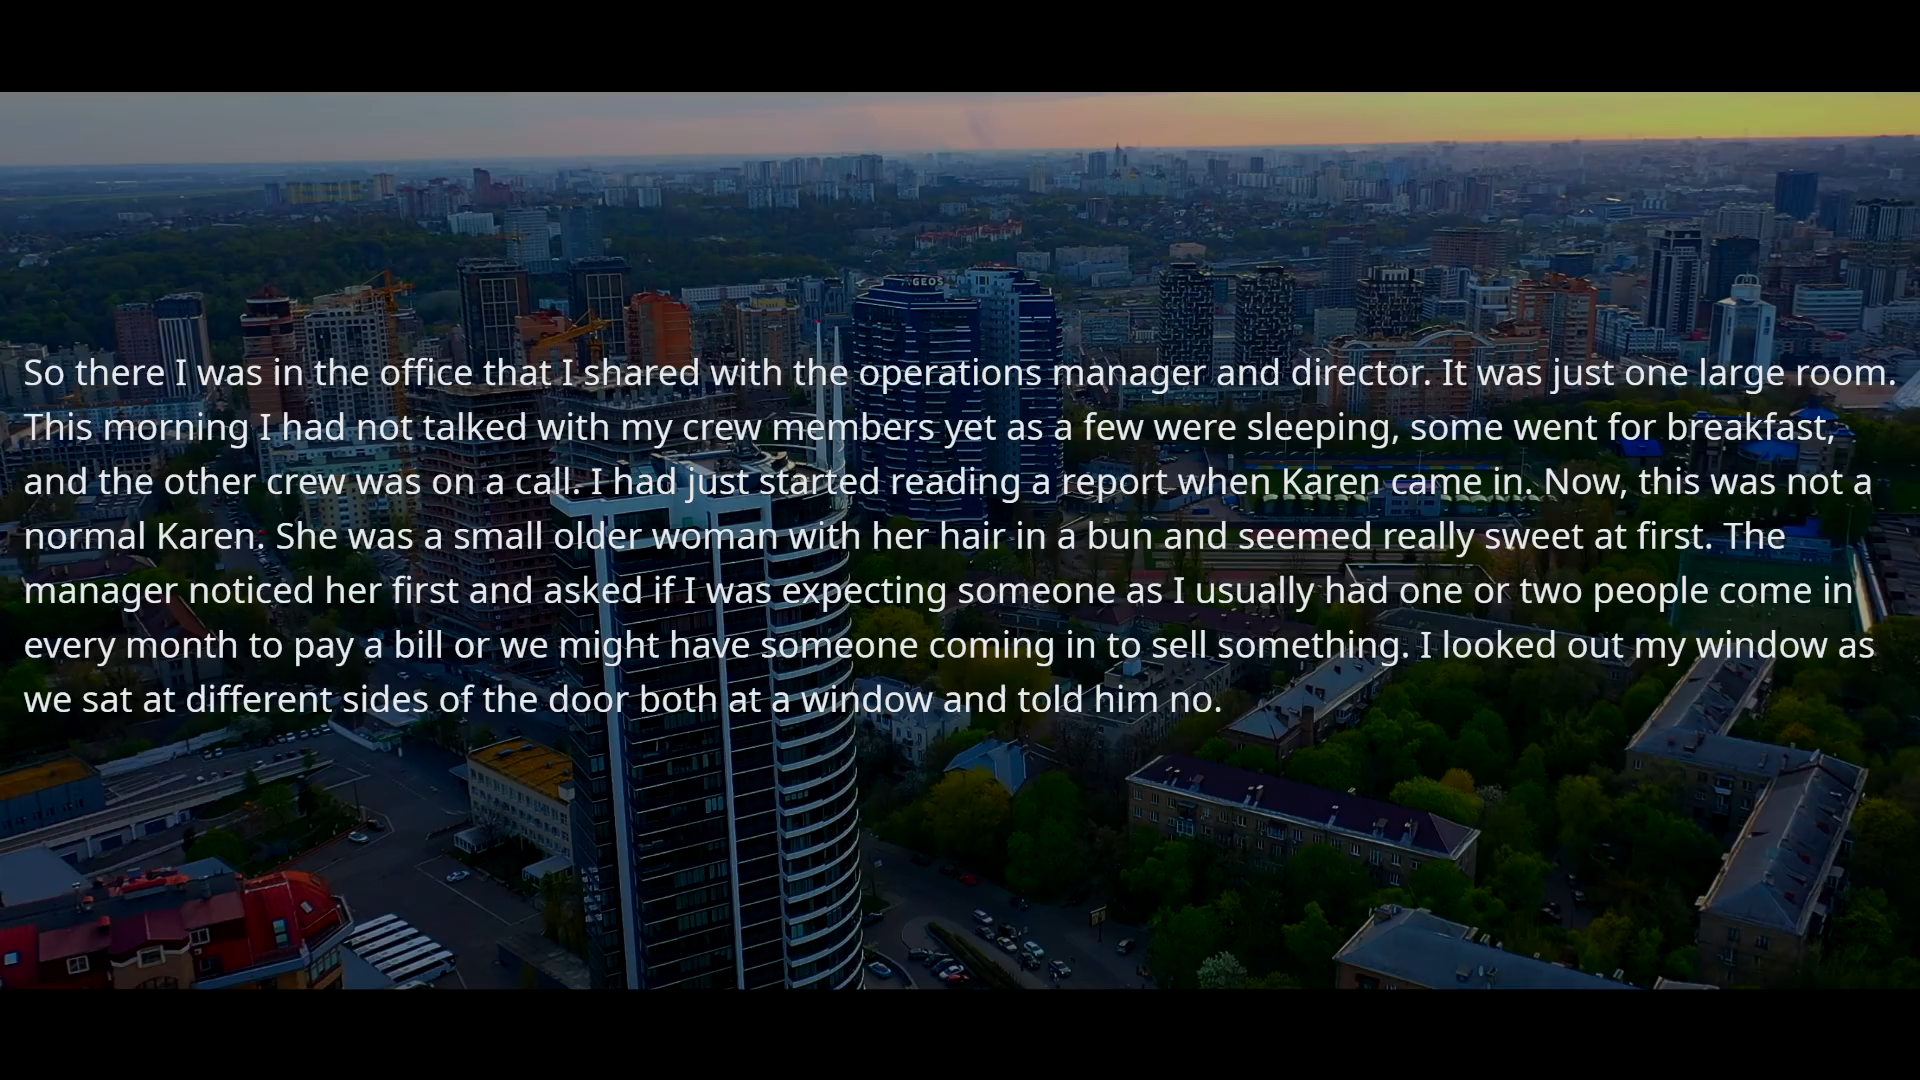 GEOS
So there I was in the office that I shared with the operations manager and director. It was just one large room.
This morning I had not talked with my crew members yet as a few were sleeping, some went for breakfast,
and the other crew was on a call. I had just started reading a report when Karen came in. Now, this was not a
normal Karen. She was a small older woman with her hair in a bun and seemed really sweet at first. The
manager noticed her first and asked if I was expecting someone as I usually had one or two people come in
every month to pay a bill or we might have someone coming in to sell something. I looked out my window as
we sat at different sides of the door both at a window and told him no.